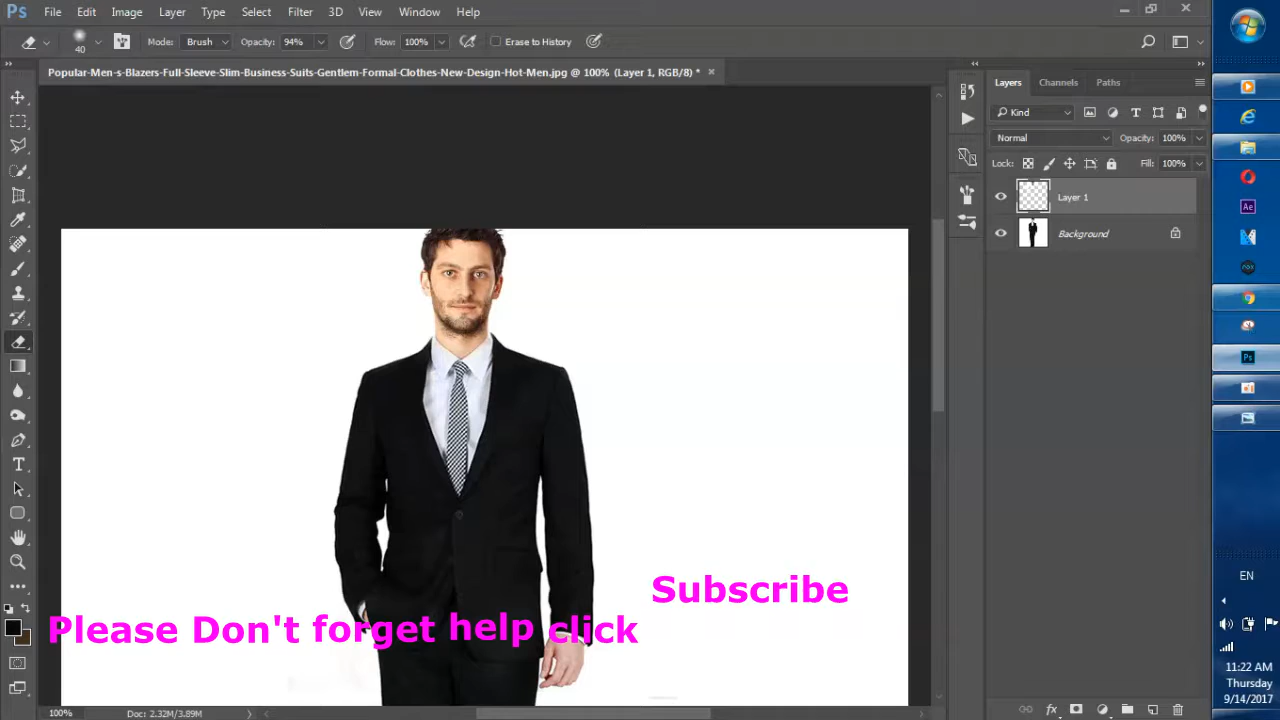 Ps File Edit Image Layer Type Select Filter 3D View Window Help
40 Mode: Brush Opacity: 94% Flow: 100% Erase to History
Popular-Men-s-Blazers-Full-Sleeve-Slim-Business-Suits-Gentlem-Formal-Clothes-New-Design-Hot-Men.jpg @ 100% (Layer 1, RGB/8) *
Layers Channels Paths
Kind
Normal Opacity: 100%
Lock: Fill: 100%
Layer 1
Background
Ae
Ps
Subscribe
Please Don't forget help click
100% Doc: 2.32M/3.89M
EN
11:22 AM
Thursday
9/14/2017